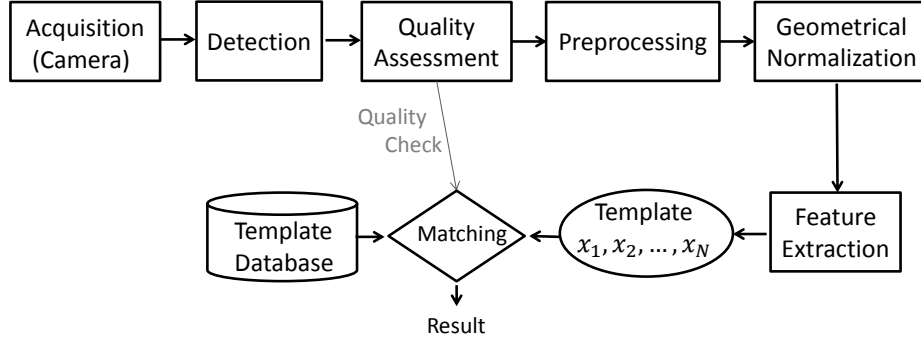 Acquisition
(Camera)
Detection
Quality
Assessment
Preprocessing
Geometrical
Normalization
Quality
Check
Template
Database
Matching
Template
x₁, x₂, … , x_N
Feature
Extraction
Result